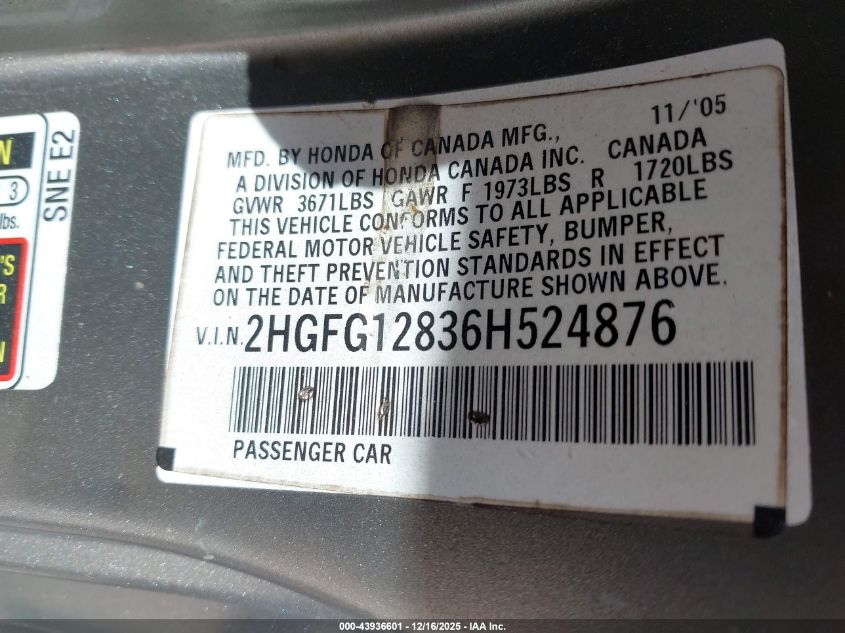 N
3
lbs.
'S
R
N
SNE E2
11/'05
MFD. BY HONDA OF CANADA MFG.,
A DIVISION OF HONDA CANADA INC. CANADA
GVWR 3671LBS GAWR F 1973LBS R 1720LBS
THIS VEHICLE CONFORMS TO ALL APPLICABLE
FEDERAL MOTOR VEHICLE SAFETY, BUMPER,
AND THEFT PREVENTION STANDARDS IN EFFECT
ON THE DATE OF MANUFACTURE SHOWN ABOVE.
V.I.N. 2HGFG12836H524876
PASSENGER CAR
000-43936601 - 12/16/2025 - IAA Inc.